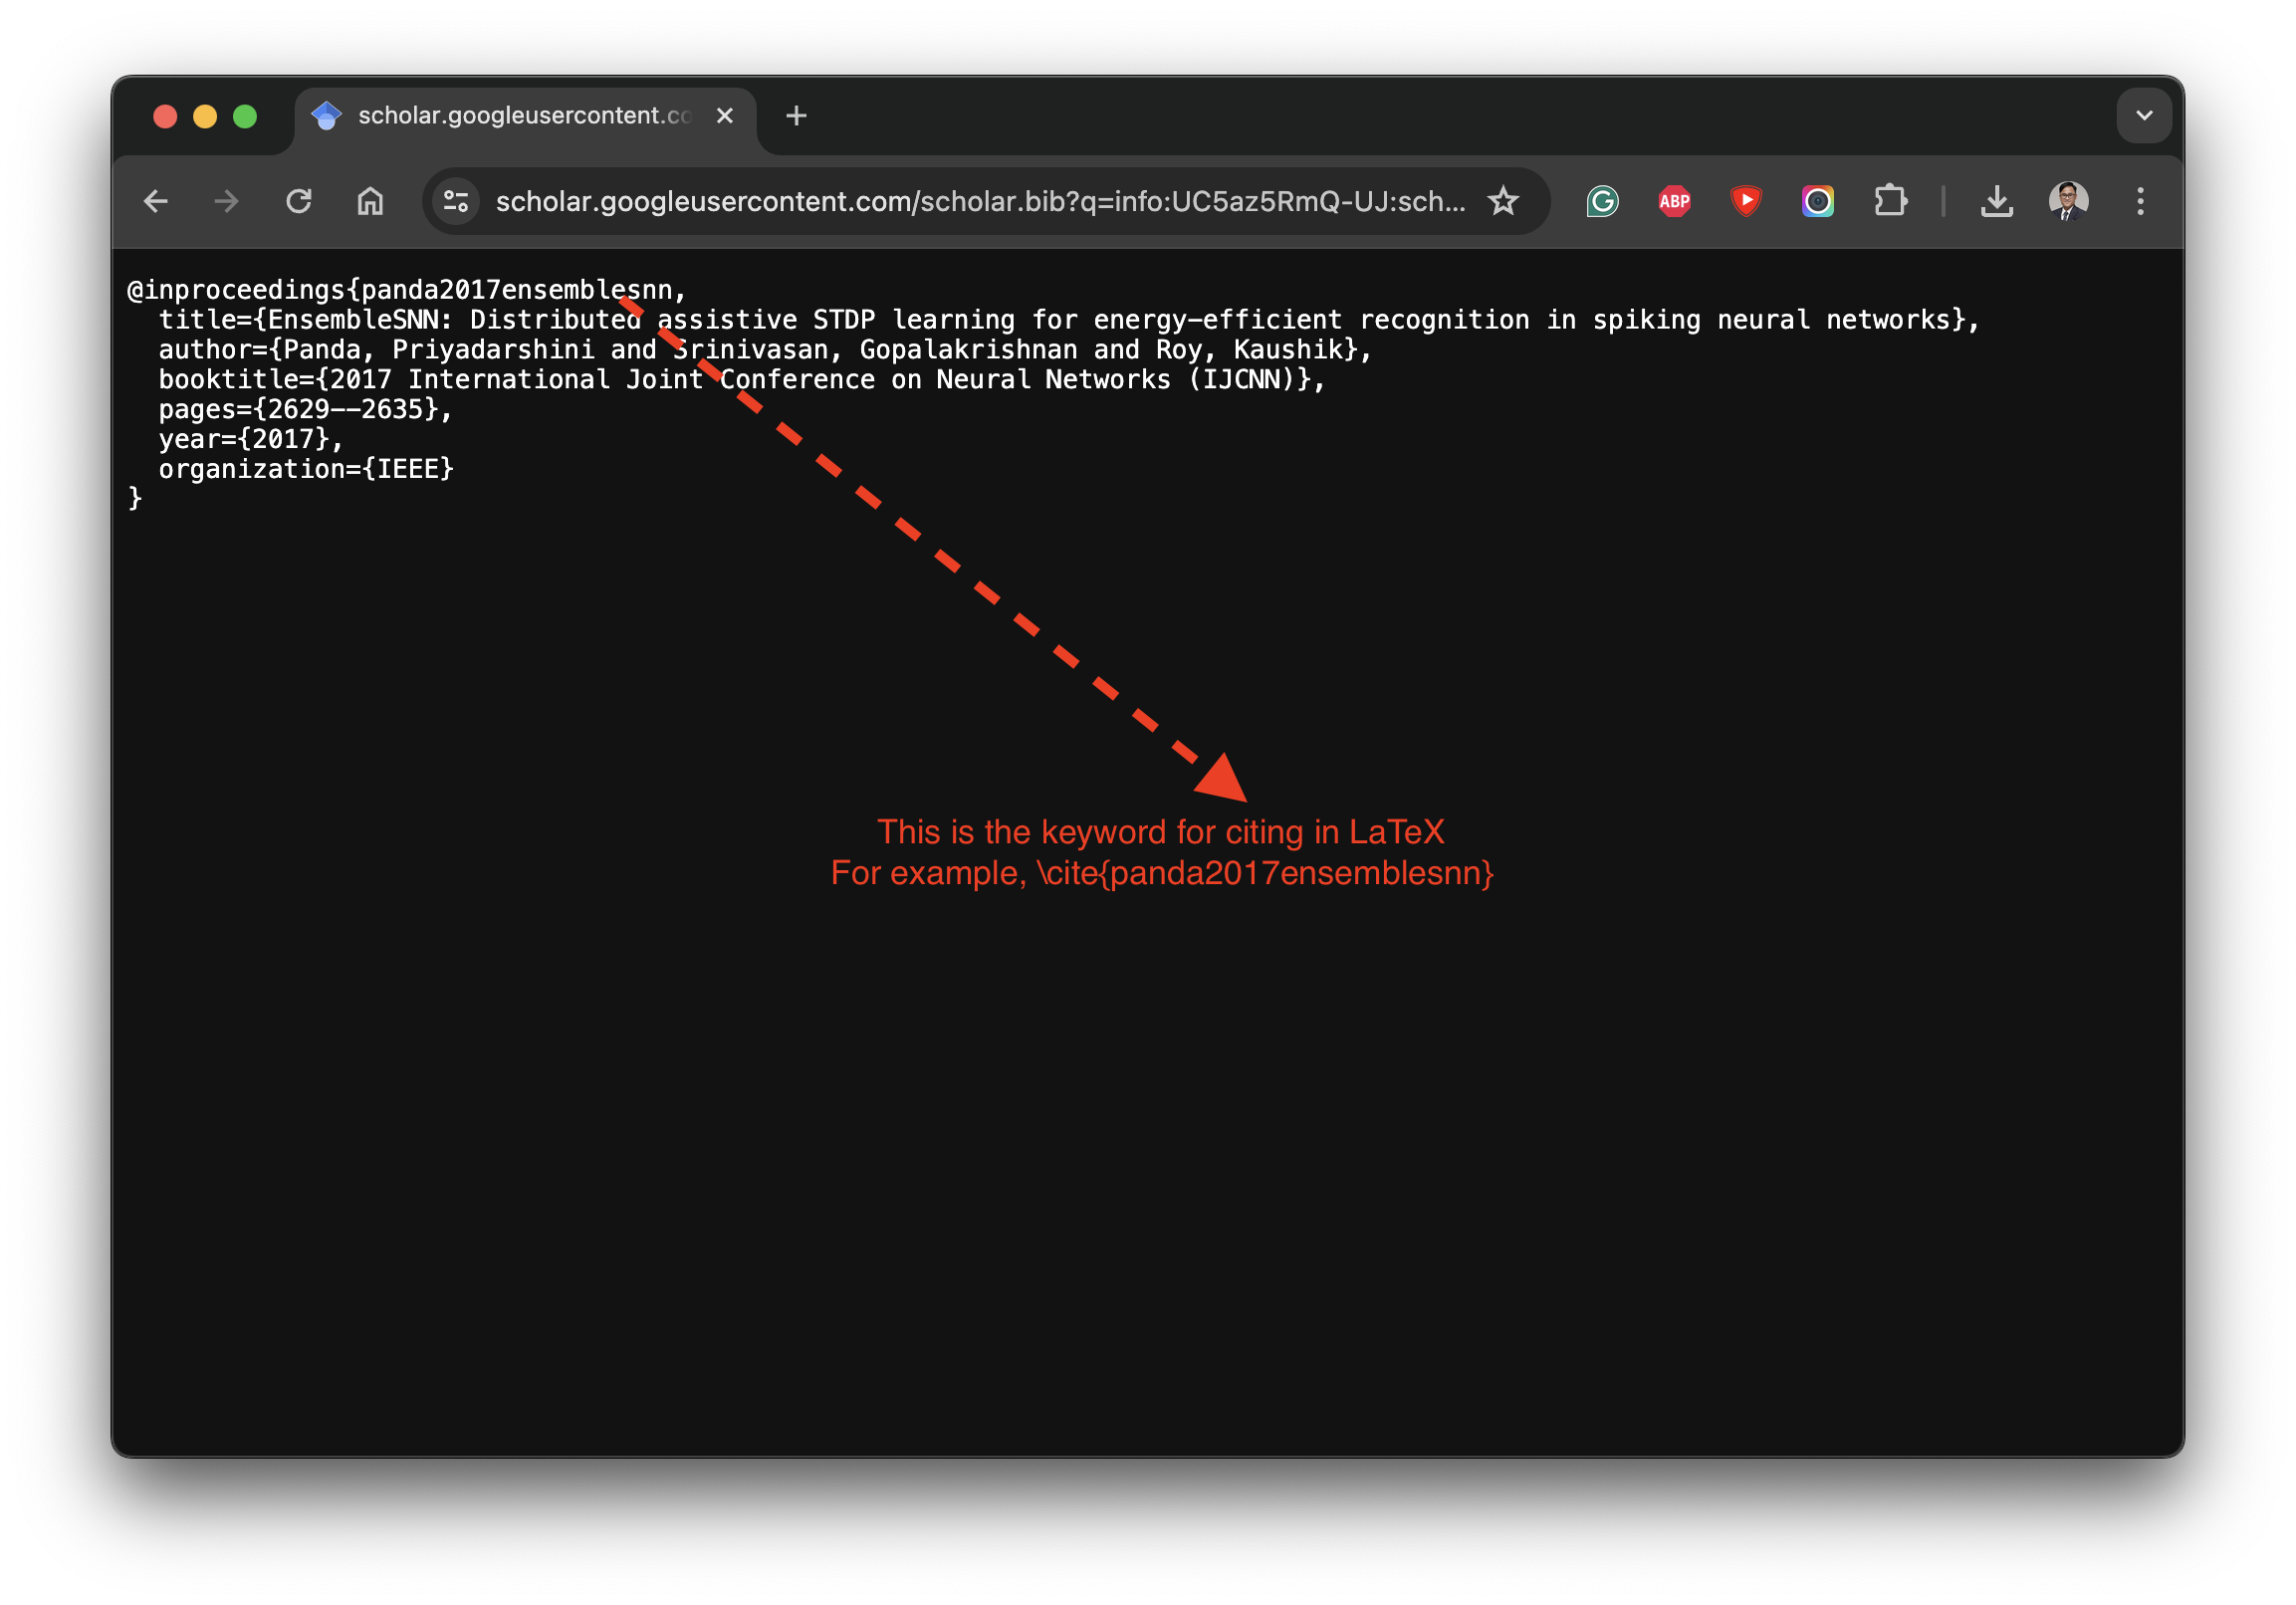 scholar.googleusercontent.co
scholar.googleusercontent.com/scholar.bib?q=info:UC5az5RmQ-UJ:sch...
ABP
@inproceedings{panda2017ensemblesnn,
  title={EnsembleSNN: Distributed assistive STDP learning for energy-efficient recognition in spiking neural networks},
  author={Panda, Priyadarshini and Srinivasan, Gopalakrishnan and Roy, Kaushik},
  booktitle={2017 International Joint Conference on Neural Networks (IJCNN)},
  pages={2629--2635},
  year={2017},
  organization={IEEE}
}
This is the keyword for citing in LaTeX
For example, \cite{panda2017ensemblesnn}